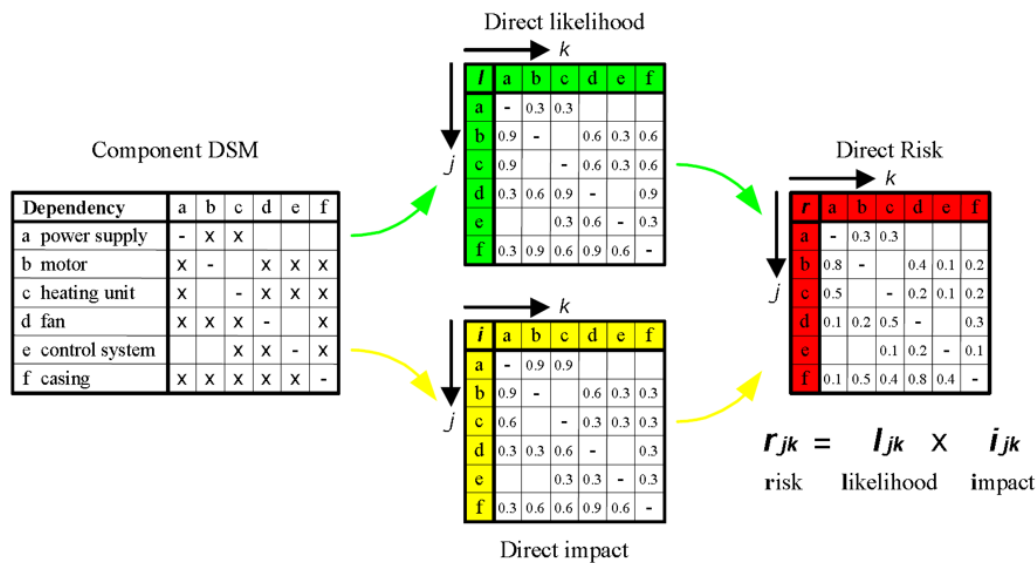 Direct likelihood
k
j
l a b c d e f
a - 0.3 0.3
b 0.9 - 0.6 0.3 0.6
c 0.9 - 0.6 0.3 0.6
d 0.3 0.6 0.9 - 0.9
e 0.3 0.6 - 0.3
f 0.3 0.9 0.6 0.9 0.6 -
Component DSM
Dependency a b c d e f
a power supply - x x
b motor x - x x x
c heating unit x - x x x
d fan x x x - x
e control system x x - x
f casing x x x x x -
Direct Risk
k
j
r a b c d e f
a - 0.3 0.3
b 0.8 - 0.4 0.1 0.2
c 0.5 - 0.2 0.1 0.2
d 0.1 0.2 0.5 - 0.3
e 0.1 0.2 - 0.1
f 0.1 0.5 0.4 0.8 0.4 -
k
j
i a b c d e f
a - 0.9 0.9
b 0.9 - 0.6 0.3 0.3
c 0.6 - 0.3 0.3 0.3
d 0.3 0.3 0.6 - 0.3
e 0.3 0.3 - 0.3
f 0.3 0.6 0.6 0.9 0.6 -
Direct impact
rjk = ljk x ijk
risk likelihood impact